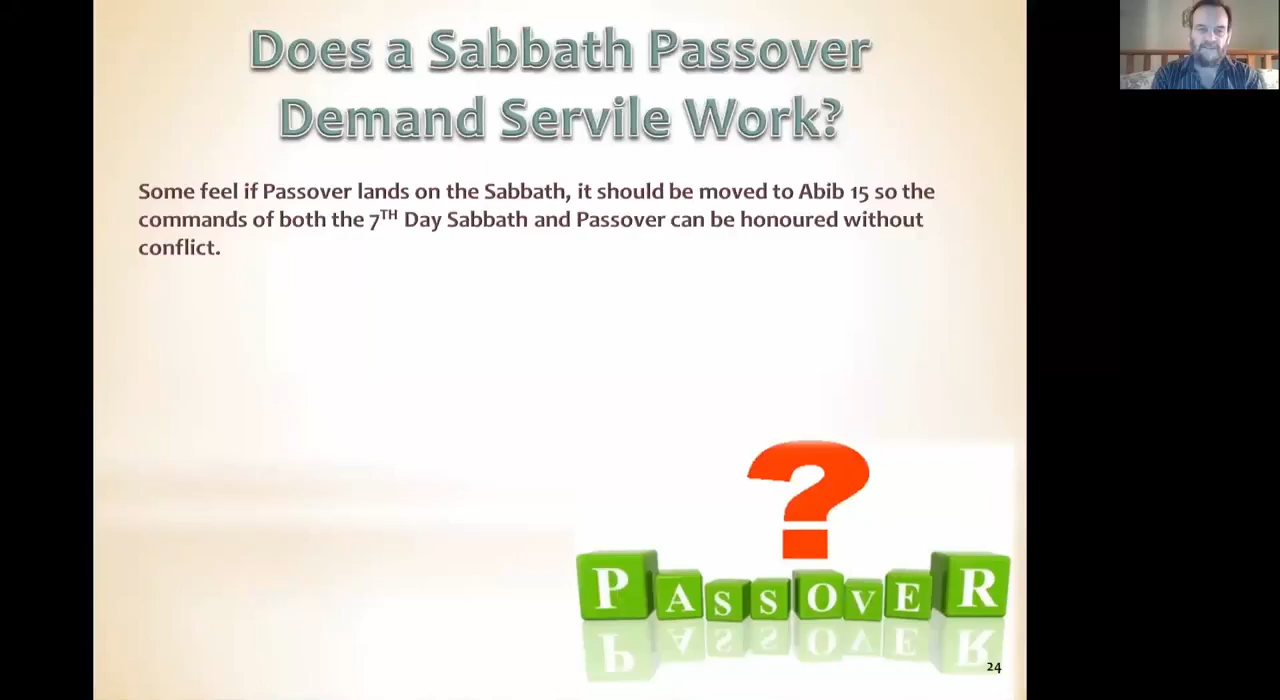 Does a Sabbath Passover
Demand Servile Work?
Some feel if Passover lands on the Sabbath, it should be moved to Abib 15 so the
commands of both the 7TH Day Sabbath and Passover can be honoured without
conflict.
?
PASSOVER
24